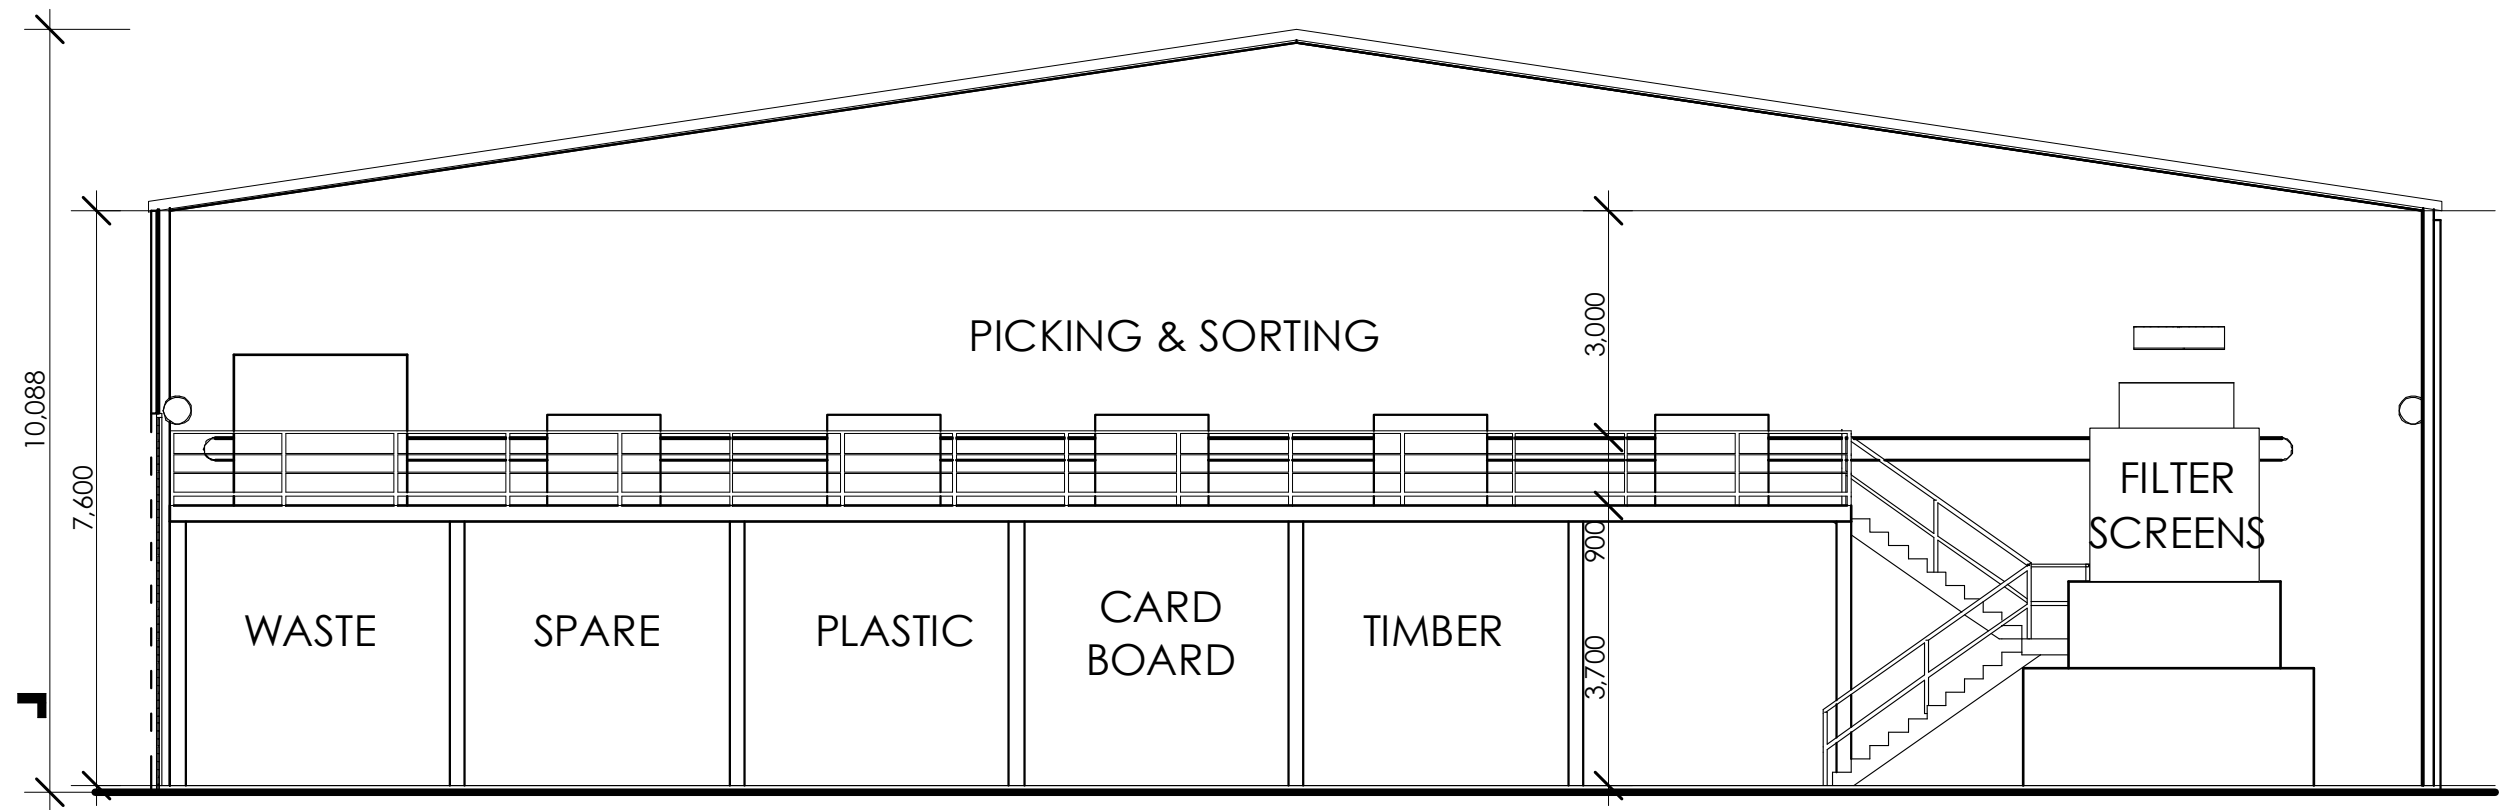 PICKING & SORTING
3,000
10,088
7,600
FILTER
SCREENS
900
WASTE
SPARE
PLASTIC
CARD
BOARD
TIMBER
3,700